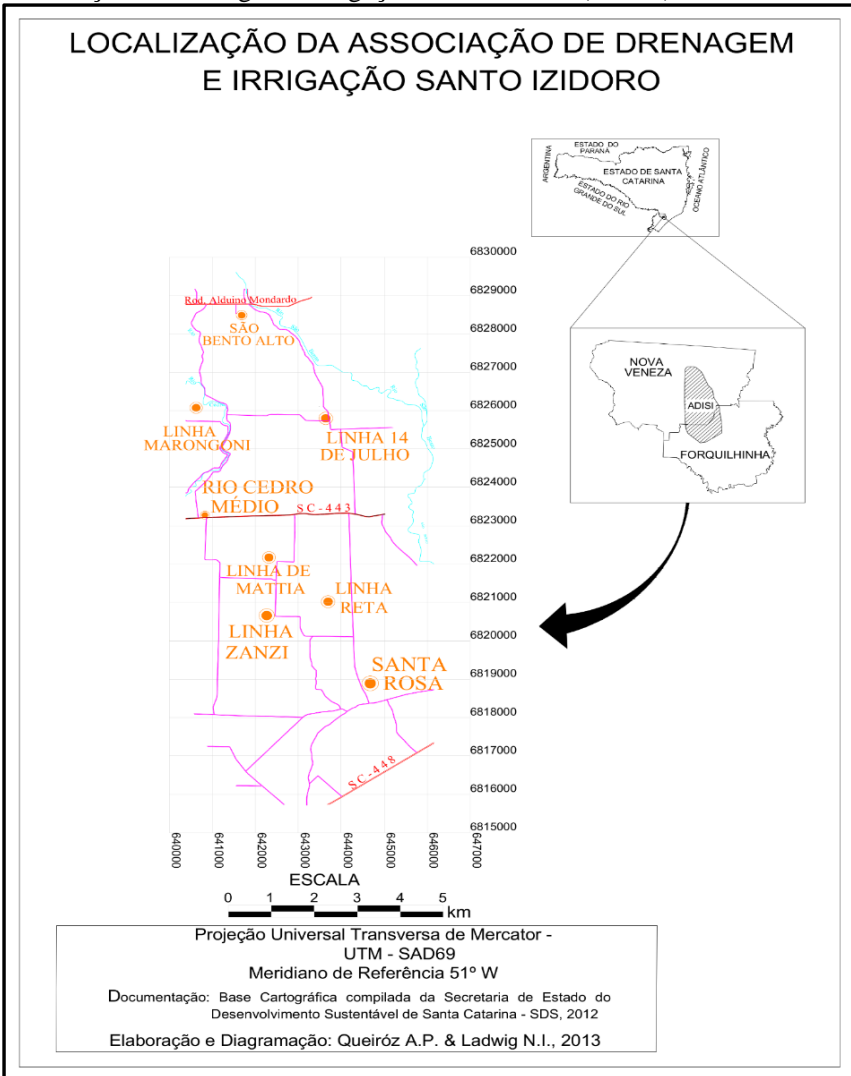 LOCALIZAÇÃO DA ASSOCIAÇÃO DE DRENAGEM
E IRRIGAÇÃO SANTO IZIDORO
ARGENTINA
ESTADO DO
PARANÁ
ESTADO DE SANTA
CATARINA
ESTADO DO RIO
GRANDE DO SUL
OCEANO ATLÂNTICO
NOVA
VENEZA
ADISI
FORQUILHINHA
6830000
6829000
6828000
6827000
6826000
6825000
6824000
6823000
6822000
6821000
6820000
6819000
6818000
6817000
6816000
6815000
Rod. Alduino Mondardo
SÃO
BENTO ALTO
LINHA
MARONGONI
LINHA 14
DE JULHO
RIO CEDRO
MÉDIO
SC-443
LINHA DE
MATTIA
LINHA
RETA
LINHA
ZANZI
SANTA
ROSA
SC-448
640000
641000
642000
643000
644000
645000
646000
647000
ESCALA
0 1 2 3 4 5
km
Projeção Universal Transversa de Mercator -
UTM - SAD69
Meridiano de Referência 51º W
Documentação: Base Cartográfica compilada da Secretaria de Estado do
Desenvolvimento Sustentável de Santa Catarina - SDS, 2012
Elaboração e Diagramação: Queiróz A.P. & Ladwig N.I., 2013